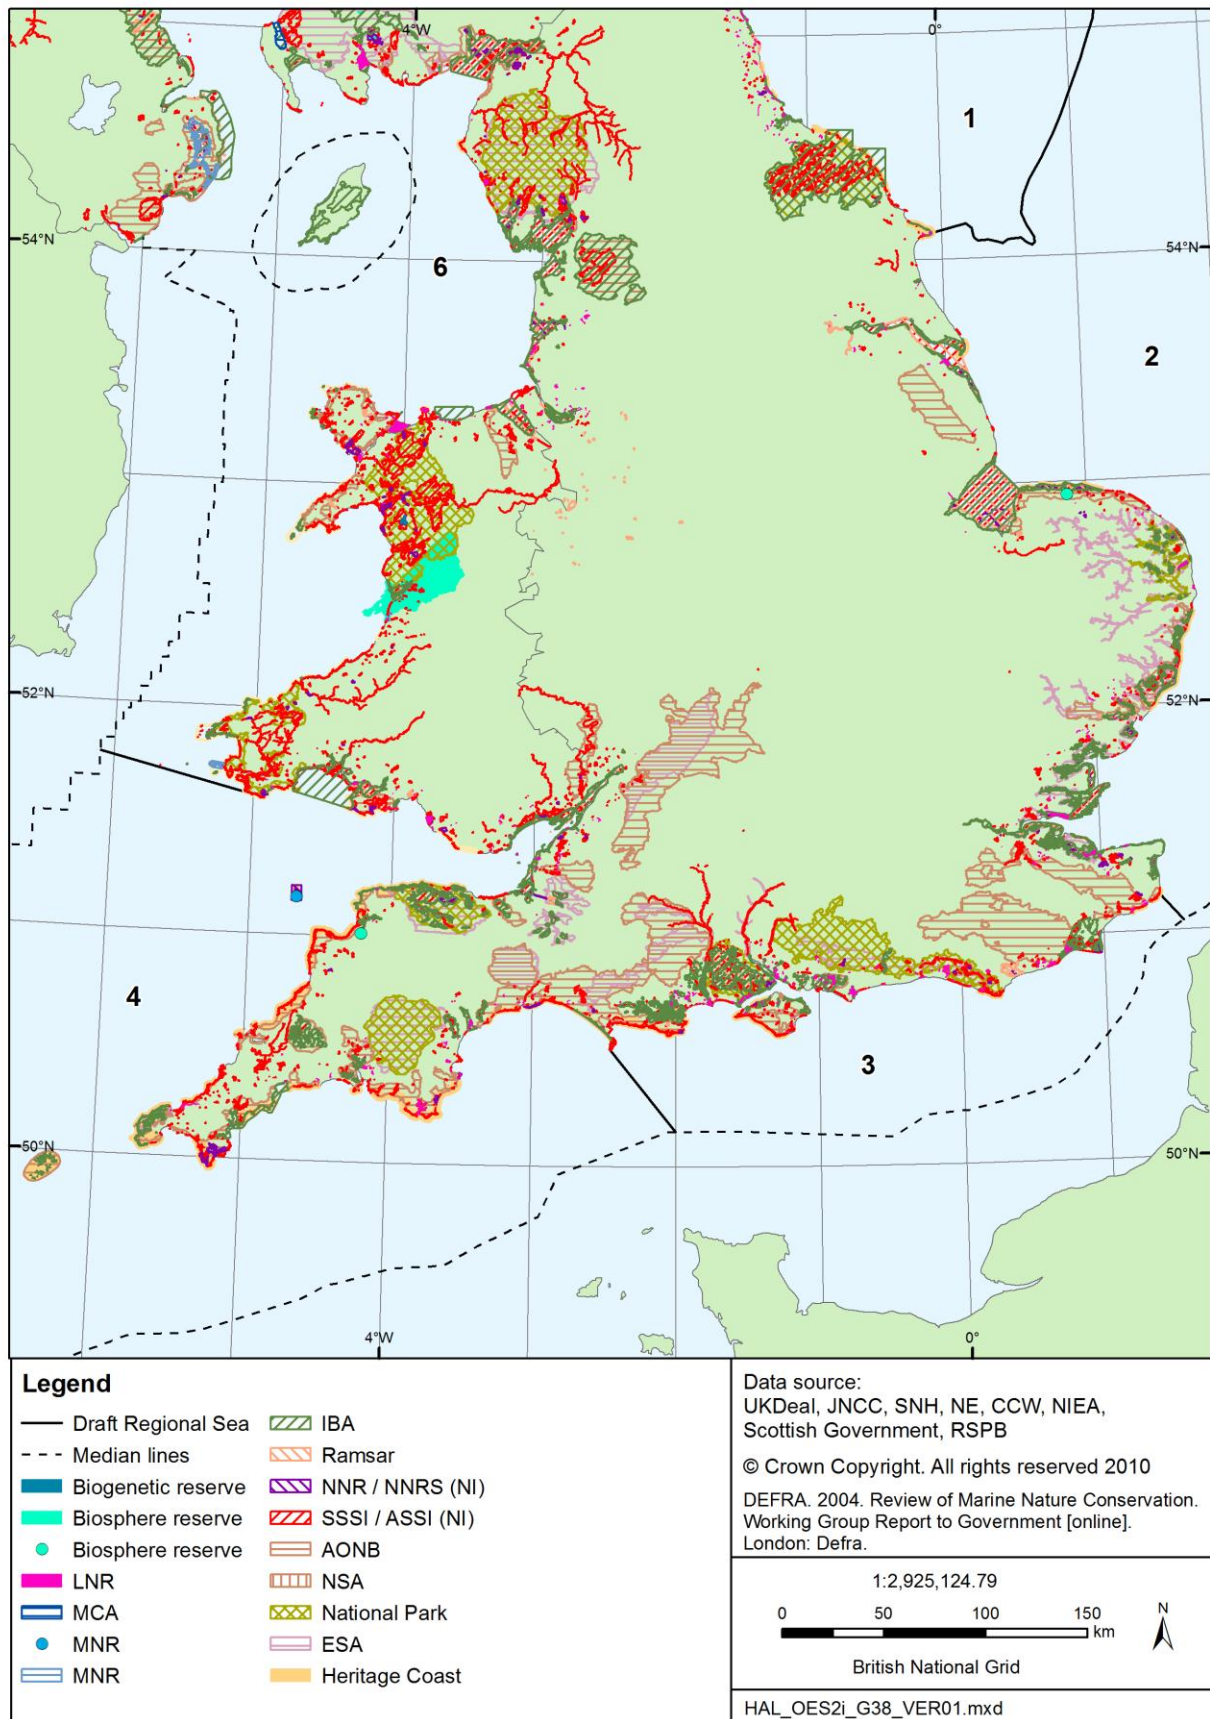 4°W
0°
1
54°N
54°N
6
2
52°N
52°N
4
3
50°N
50°N
4°W
0°
Legend
Draft Regional Sea
Median lines
Biogenetic reserve
Biosphere reserve
Biosphere reserve
LNR
MCA
MNR
MNR
IBA
Ramsar
NNR / NNRS (NI)
SSSI / ASSI (NI)
AONB
NSA
National Park
ESA
Heritage Coast
Data source:
UKDeal, JNCC, SNH, NE, CCW, NIEA,
Scottish Government, RSPB
© Crown Copyright. All rights reserved 2010
DEFRA. 2004. Review of Marine Nature Conservation.
Working Group Report to Government [online].
London: Defra.
1:2,925,124.79
0 50 100 150
km
N
British National Grid
HAL_OES2i_G38_VER01.mxd